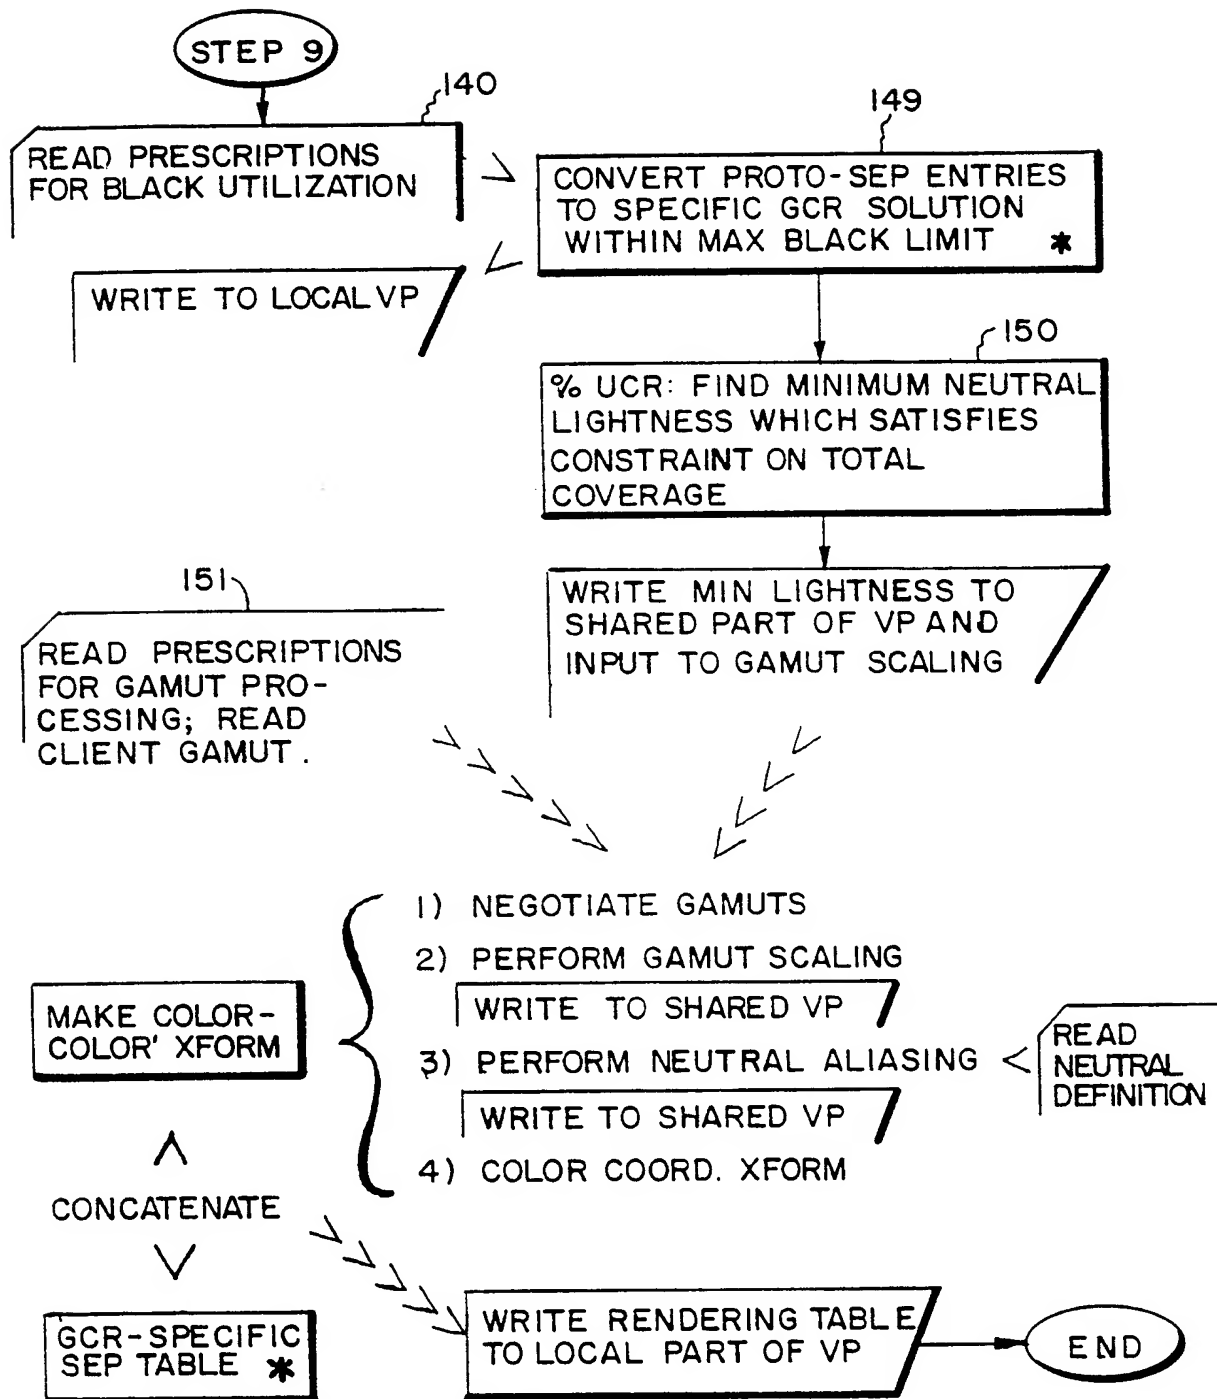 STEP 9
140
READ PRESCRIPTIONS
FOR BLACK UTILIZATION
149
CONVERT PROTO-SEP ENTRIES
TO SPECIFIC GCR SOLUTION
WITHIN MAX BLACK LIMIT *
WRITE TO LOCAL VP
150
% UCR: FIND MINIMUM NEUTRAL
LIGHTNESS WHICH SATISFIES
CONSTRAINT ON TOTAL
COVERAGE
WRITE MIN LIGHTNESS TO
SHARED PART OF VP AND
INPUT TO GAMUT SCALING
151
READ PRESCRIPTIONS
FOR GAMUT PRO-
CESSING; READ
CLIENT GAMUT.
1) NEGOTIATE GAMUTS
2) PERFORM GAMUT SCALING
WRITE TO SHARED VP
3) PERFORM NEUTRAL ALIASING
WRITE TO SHARED VP
4) COLOR COORD. XFORM
READ
NEUTRAL
DEFINITION
MAKE COLOR-
COLOR' XFORM
CONCATENATE
GCR-SPECIFIC
SEP TABLE *
WRITE RENDERING TABLE
TO LOCAL PART OF VP
END